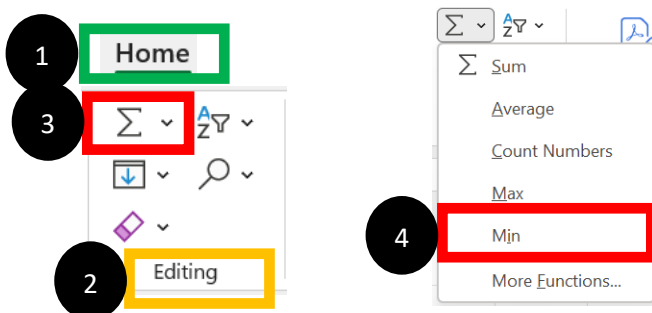 1
Home
3
Σ
A
Z
2
Editing
Σ
A
Z
Σ Sum
Average
Count Numbers
Max
4
Min
More Functions...